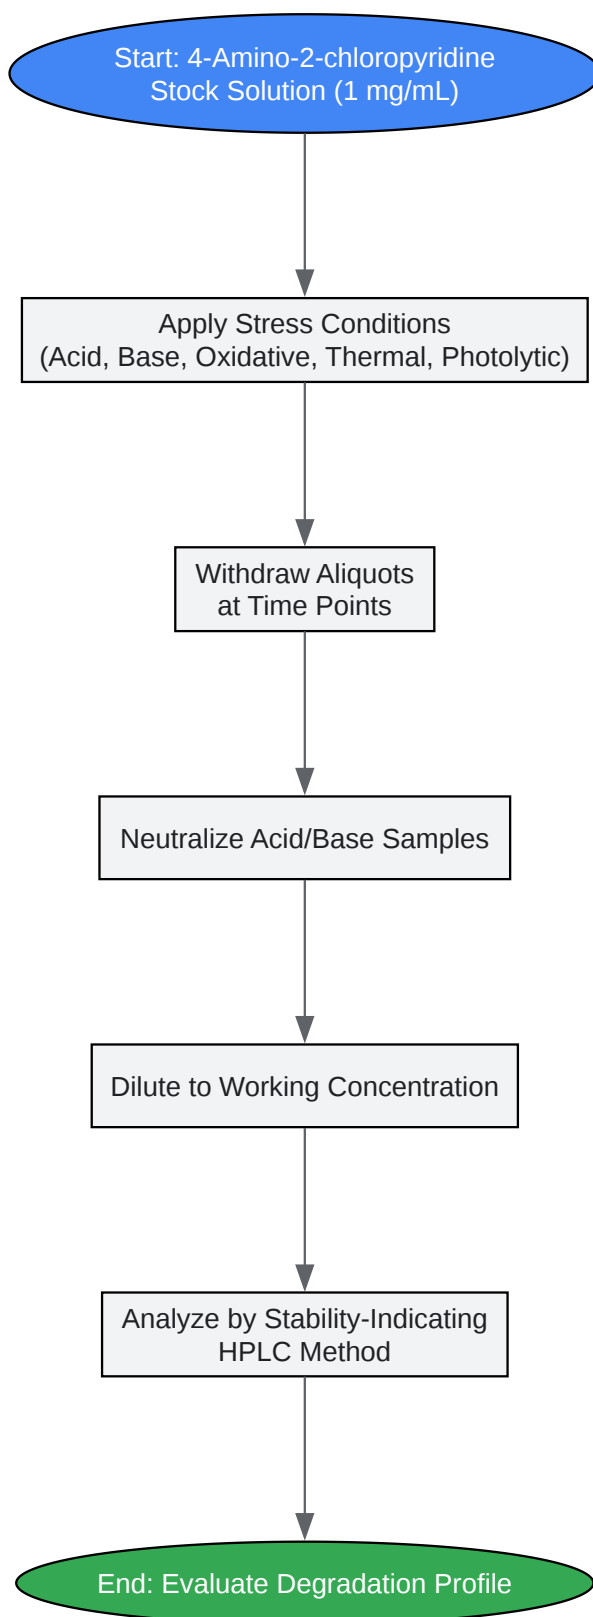 Start: 4-Amino-2-chloropyridine
Stock Solution (1 mg/mL)
Apply Stress Conditions
(Acid, Base, Oxidative, Thermal, Photolytic)
Withdraw Aliquots
at Time Points
Neutralize Acid/Base Samples
Dilute to Working Concentration
Analyze by Stability-Indicating
HPLC Method
End: Evaluate Degradation Profile